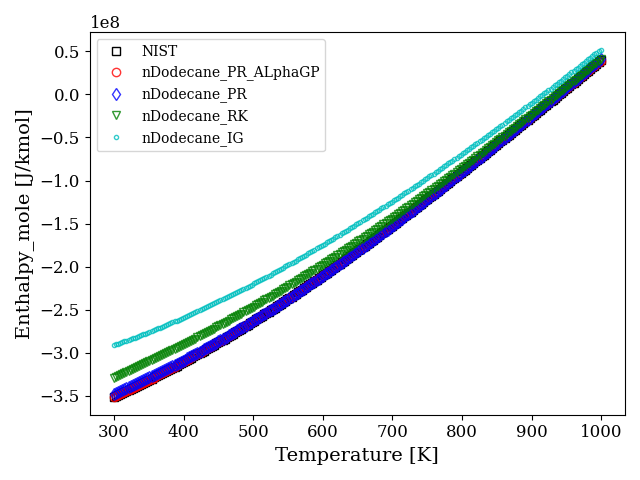 1e8
0.5
0.0
−0.5
−1.0
−1.5
−2.0
−2.5
−3.0
−3.5
Enthalpy_mole [J/kmol]
NIST
nDodecane_PR_ALphaGP
nDodecane_PR
nDodecane_RK
nDodecane_IG
300 400 500 600 700 800 900 1000
Temperature [K]